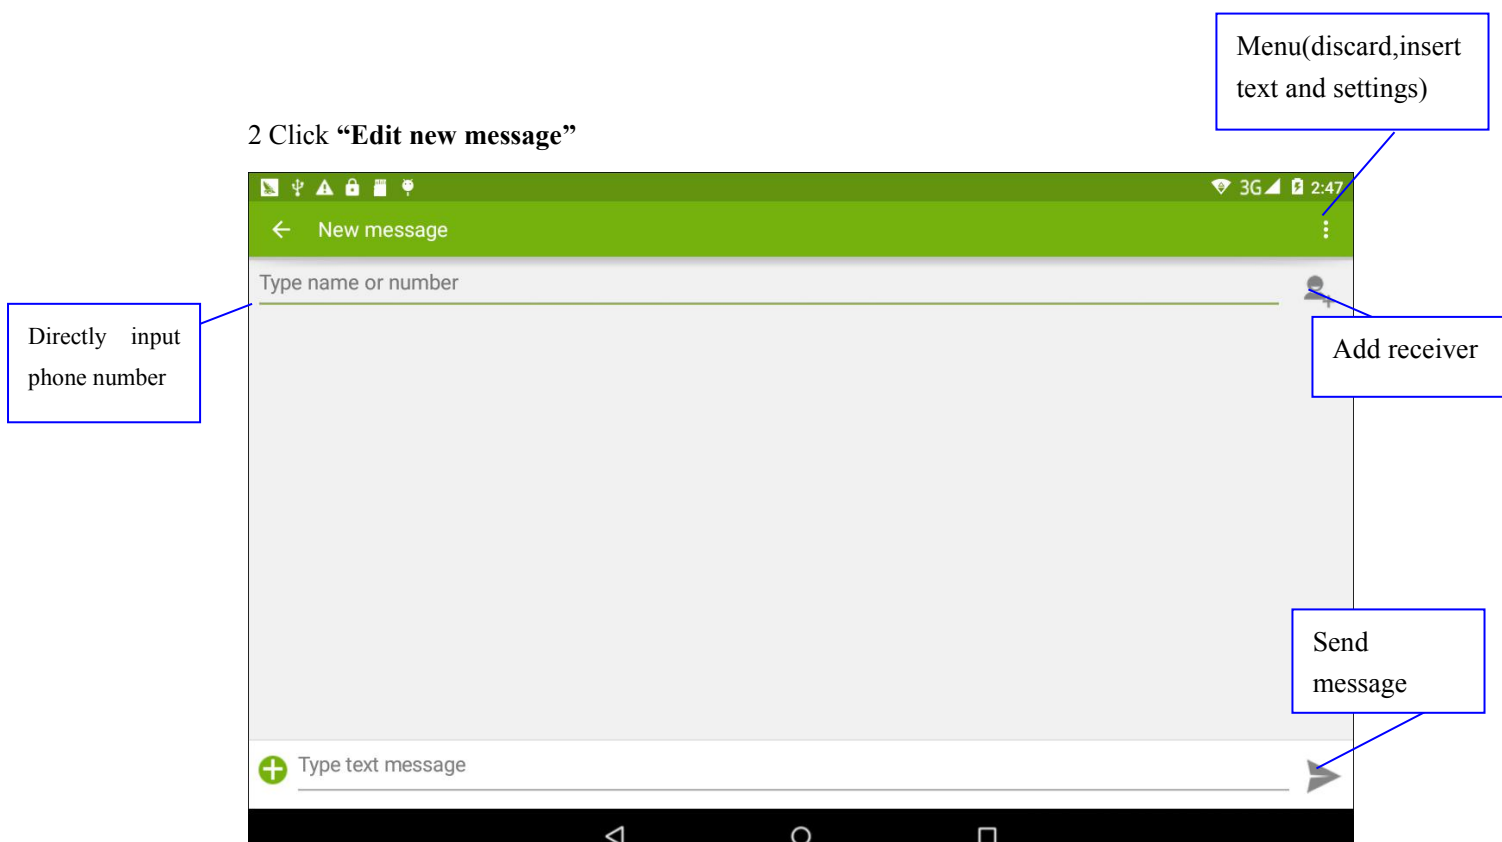 Menu(discard,insert
text and settings)
2 Click “Edit new message”
3G 2:47
New message
Type name or number
Directly input
phone number
Add receiver
Send
message
Type text message